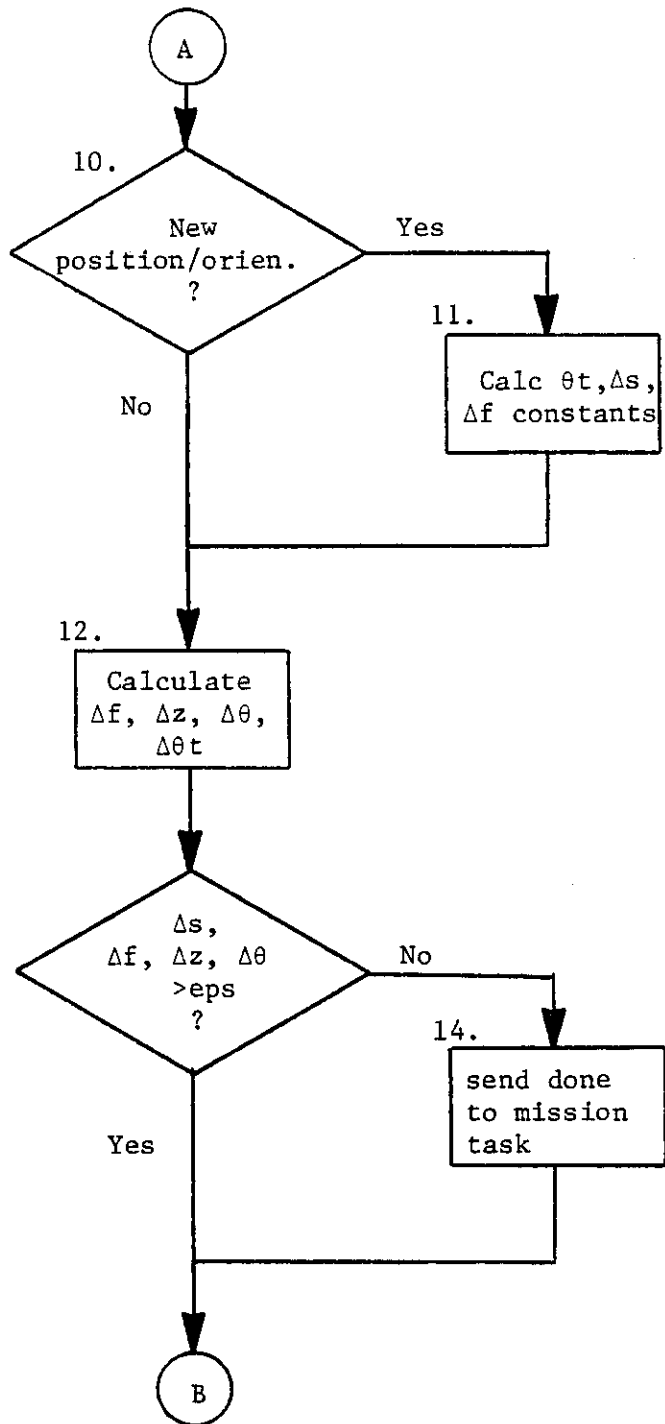 A
10.
New
position/orien.
?
Yes
11.
Calc θt,Δs,
Δf constants
No
12.
Calculate
Δf, Δz, Δθ,
Δθt
Δs,
Δf, Δz, Δθ
>eps
?
No
14.
send done
to mission
task
Yes
B